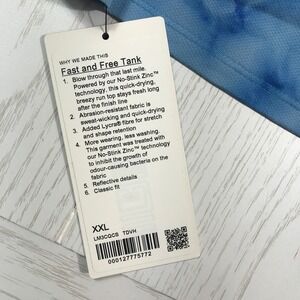 WHY WE MADE THIS
Fast and Free Tank
1. Blow through that last mile.
Powered by our No-Stink Zinc™
technology, this quick-drying,
breezy run top stays fresh long
after the finish line
2. Abrasion-resistant fabric is
sweat-wicking and quick-drying
3. Added Lycra® fibre for stretch
and shape retention
4. More wearing, less washing.
This garment was treated with
our No-Stink Zinc™ technology
to inhibit the growth of
odour-causing bacteria on the
fabric
5. Reflective details
6. Classic fit
XXL
LM3CQCS TDVH
000127775772